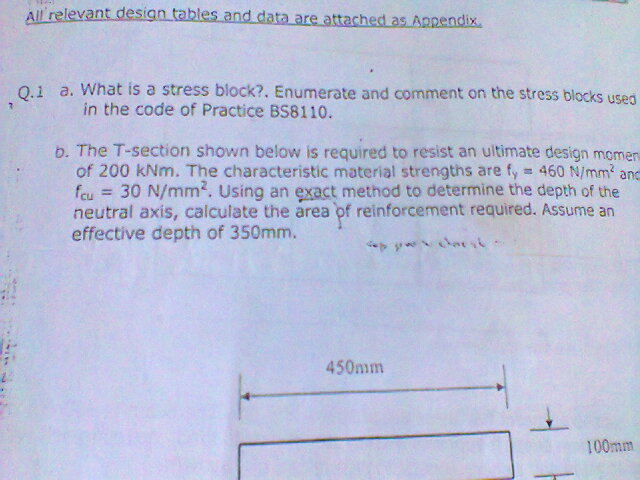 All relevant design tables and data are attached as Appendix.
Q.1 a. What is a stress block?. Enumerate and comment on the stress blocks used
in the code of Practice BS8110.
b. The T-section shown below is required to resist an ultimate design momen
of 200 kNm. The characteristic material strengths are fy = 460 N/mm² and
fcu = 30 N/mm². Using an exact method to determine the depth of the
neutral axis, calculate the area of reinforcement required. Assume an
effective depth of 350mm.
450mm
100mm